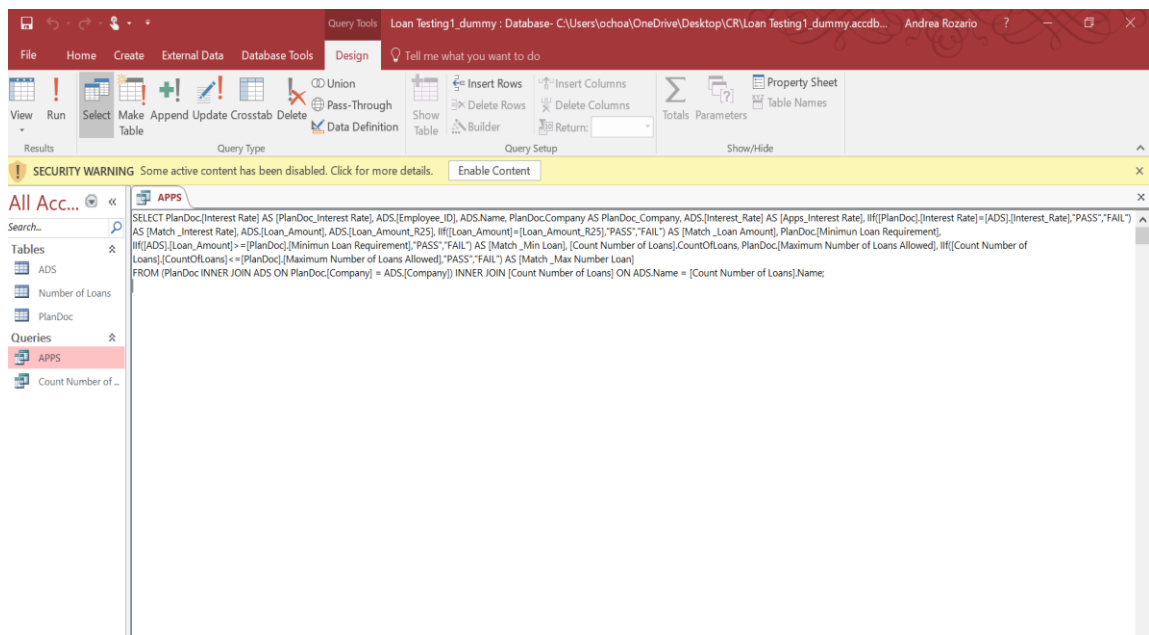 Query Tools Loan Testing1_dummy : Database- C:\Users\ochoa\OneDrive\Desktop\CR\Loan Testing1_dummy.accdb... Andrea Rozario ?
File Home Create External Data Database Tools Design Tell me what you want to do
View Run Select Make Table Append Update Crosstab Delete
Union
Pass-Through
Data Definition
Show Table
Insert Rows
Delete Rows
Builder
Insert Columns
Delete Columns
Return:
Totals Parameters
Property Sheet
Table Names
Results Query Type Query Setup Show/Hide
SECURITY WARNING Some active content has been disabled. Click for more details. Enable Content
All Acc...
Search...
Tables
ADS
Number of Loans
PlanDoc
Queries
APPS
Count Number of ...
APPS
SELECT PlanDoc.[Interest Rate] AS [PlanDoc_Interest Rate], ADS.[Employee_ID], ADS.Name, PlanDoc.Company AS PlanDoc_Company, ADS.[Interest_Rate] AS [Apps_Interest Rate], IIf([PlanDoc].[Interest Rate]=[ADS].[Interest_Rate],"PASS","FAIL")
AS [Match _Interest Rate], ADS.[Loan_Amount], ADS.[Loan_Amount_R25], IIf([Loan_Amount]=[Loan_Amount_R25],"PASS","FAIL") AS [Match _Loan Amount], PlanDoc.[Minimun Loan Requirement],
IIf([ADS].[Loan_Amount]>=[PlanDoc].[Minimun Loan Requirement],"PASS","FAIL") AS [Match _Min Loan], [Count Number of Loans].CountOfLoans, PlanDoc.[Maximum Number of Loans Allowed], IIf([Count Number of
Loans].[CountOfLoans]<=[PlanDoc].[Maximum Number of Loans Allowed],"PASS","FAIL") AS [Match _Max Number Loan]
FROM (PlanDoc INNER JOIN ADS ON PlanDoc.[Company] = ADS.[Company]) INNER JOIN [Count Number of Loans] ON ADS.Name = [Count Number of Loans].Name;